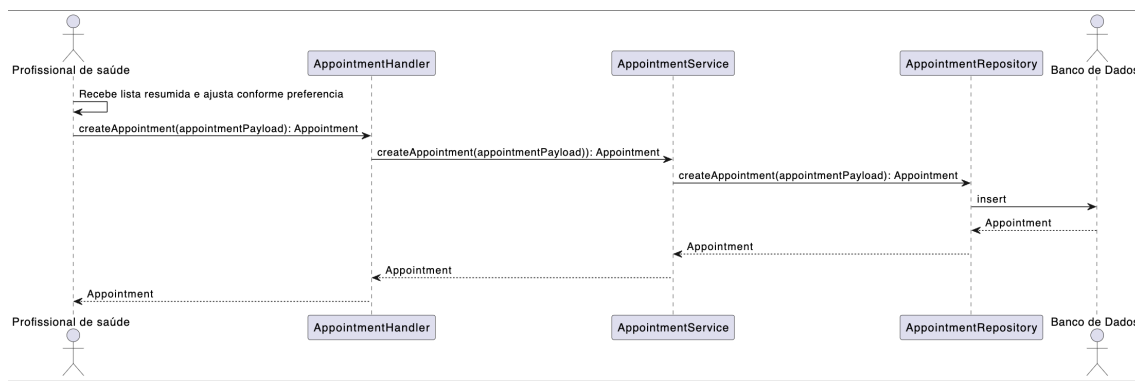 Profissional de saúde
AppointmentHandler
AppointmentService
AppointmentRepository
Banco de Dados
Recebe lista resumida e ajusta conforme preferencia
createAppointment(appointmentPayload): Appointment
createAppointment(appointmentPayload)): Appointment
createAppointment(appointmentPayload): Appointment
insert
Appointment
Appointment
Appointment
Appointment
Profissional de saúde
AppointmentHandler
AppointmentService
AppointmentRepository
Banco de Dados